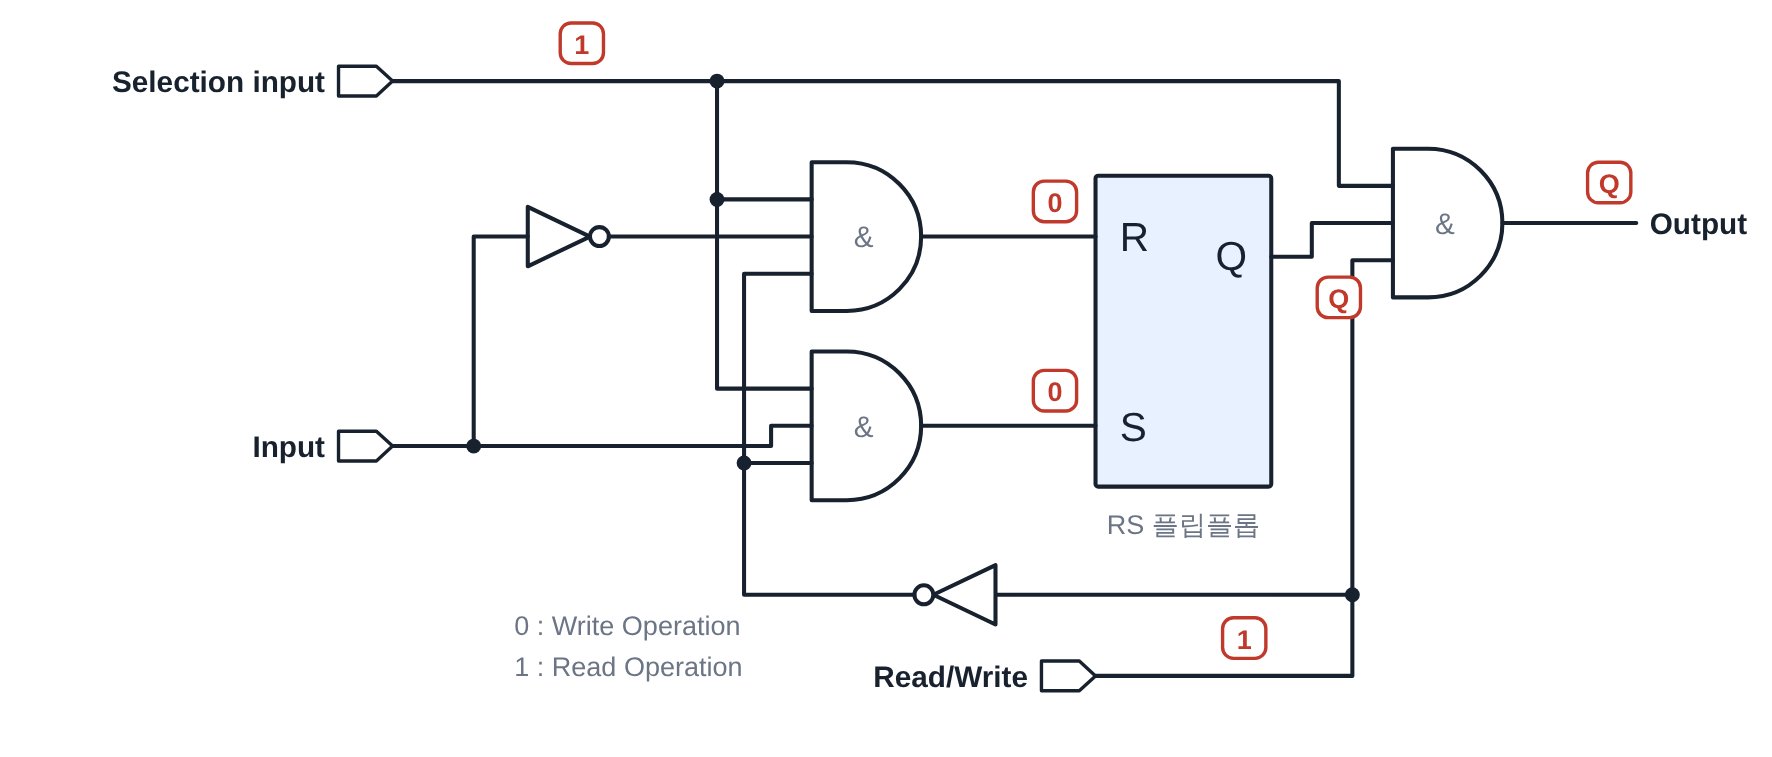 1
Selection input
Q
Output
0
R
&
Q
&
Q
0
S
&
Input
RS 플립플롭
0 : Write Operation
1 : Read Operation
1
Read/Write